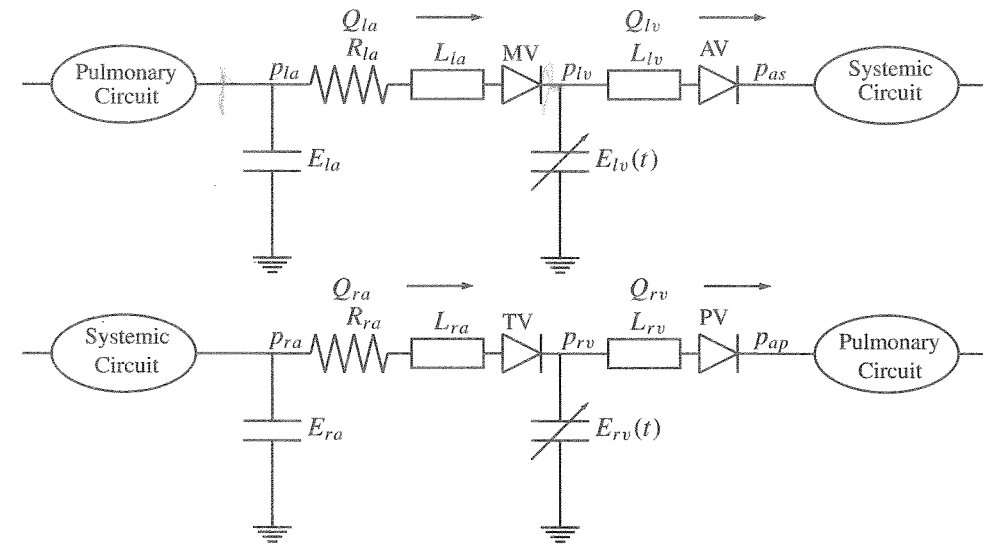 Q_la Q_lv
R_la L_la MV L_lv AV
Pulmonary Circuit p_la p_lv p_as Systemic Circuit
E_la E_lv(t)
Q_ra Q_rv
R_ra L_ra TV L_rv PV
Systemic Circuit p_ra p_rv p_ap Pulmonary Circuit
E_ra E_rv(t)